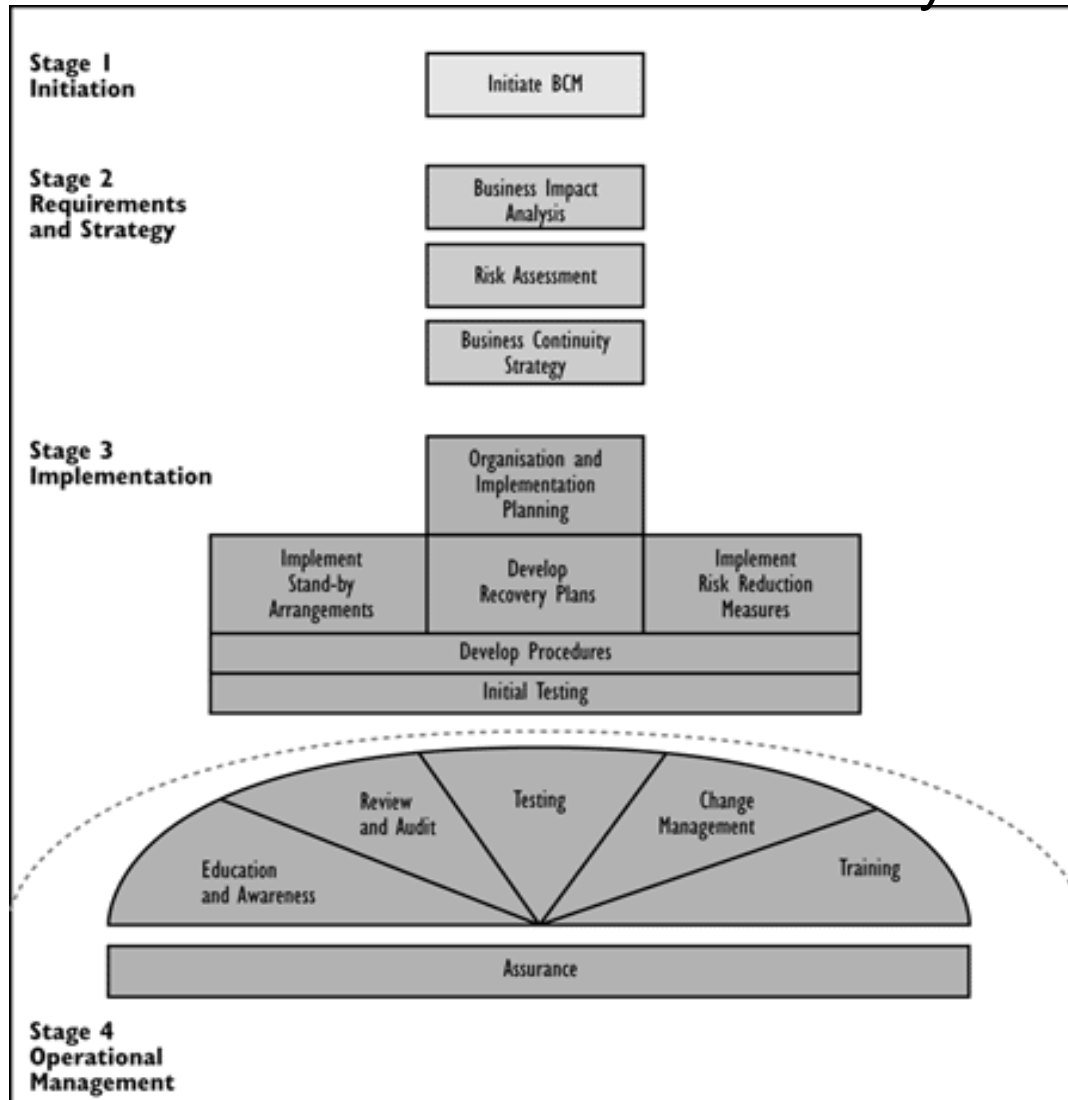 Stage 1
Initiation
Initiate BCM
Stage 2
Requirements
and Strategy
Business Impact
Analysis
Risk Assessment
Business Continuity
Strategy
Stage 3
Implementation
Organisation and
Implementation
Planning
Implement
Stand-by
Arrangements
Develop
Recovery Plans
Implement
Risk Reduction
Measures
Develop Procedures
Initial Testing
Education
and Awareness
Review
and Audit
Testing
Change
Management
Training
Assurance
Stage 4
Operational
Management